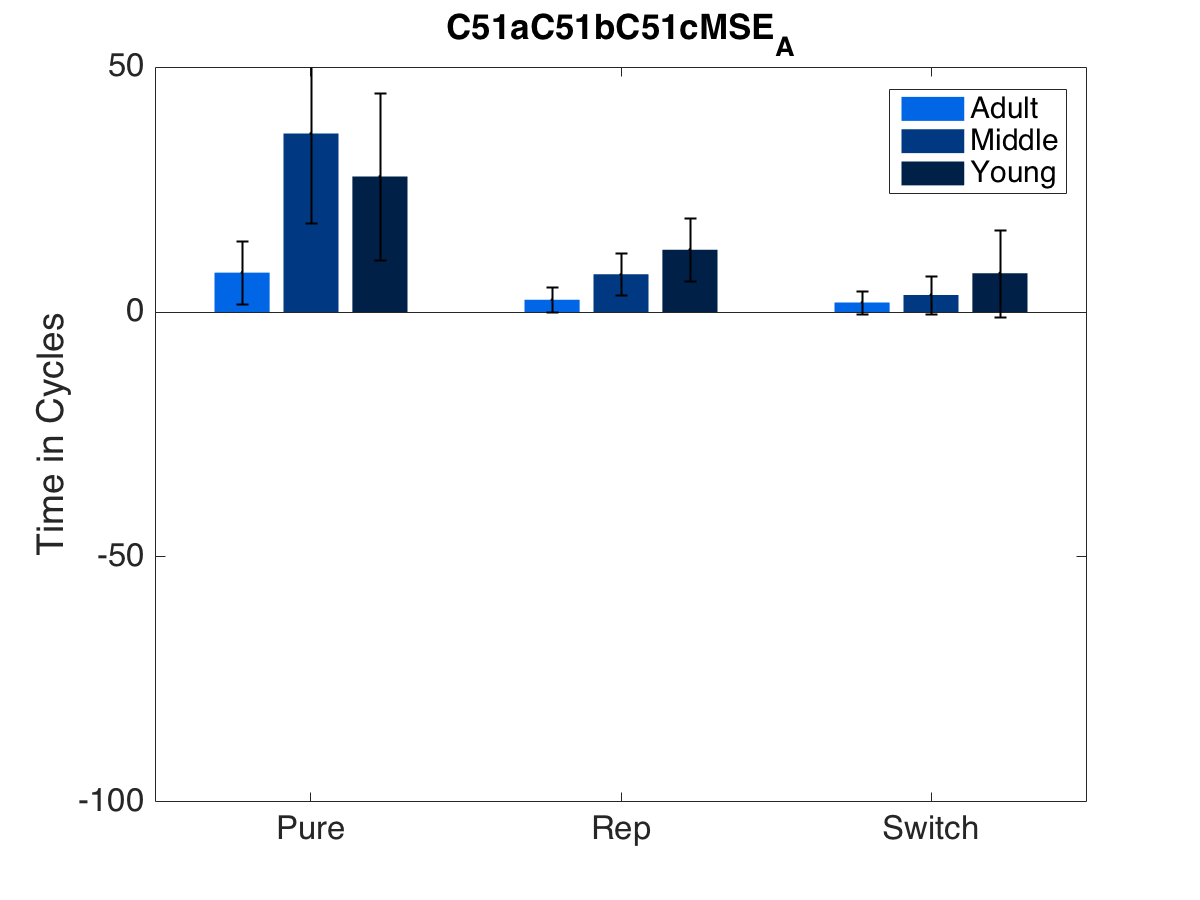 C51aC51bC51cMSE_A
50
0
-50
-100
Time in Cycles
Adult
Middle
Young
Pure Rep Switch